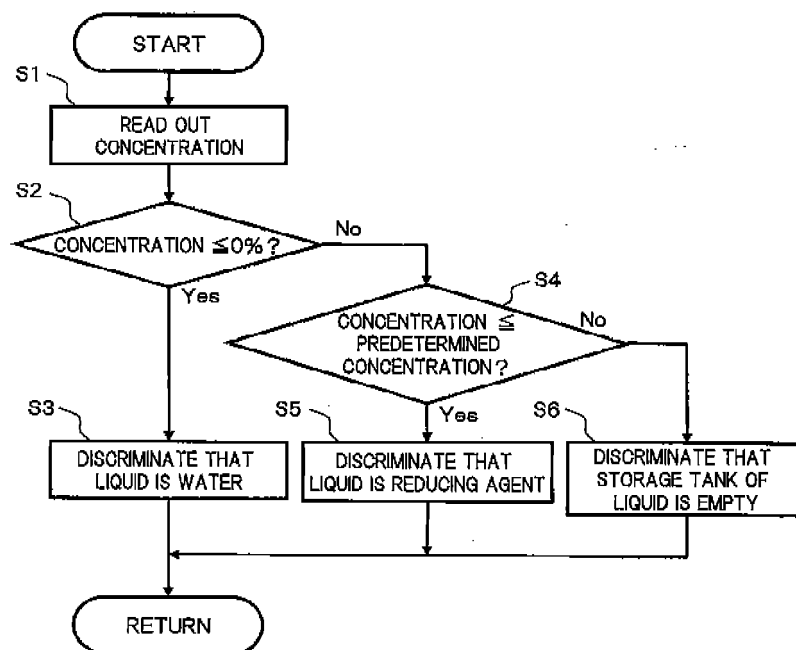 START
S1
READ OUT
CONCENTRATION
S2
CONCENTRATION ≦0%?
No
Yes
S4
CONCENTRATION ≦
PREDETERMINED
CONCENTRATION?
No
Yes
S3
DISCRIMINATE THAT
LIQUID IS WATER
S5
DISCRIMINATE THAT
LIQUID IS REDUCING AGENT
S6
DISCRIMINATE THAT
STORAGE TANK OF
LIQUID IS EMPTY
RETURN